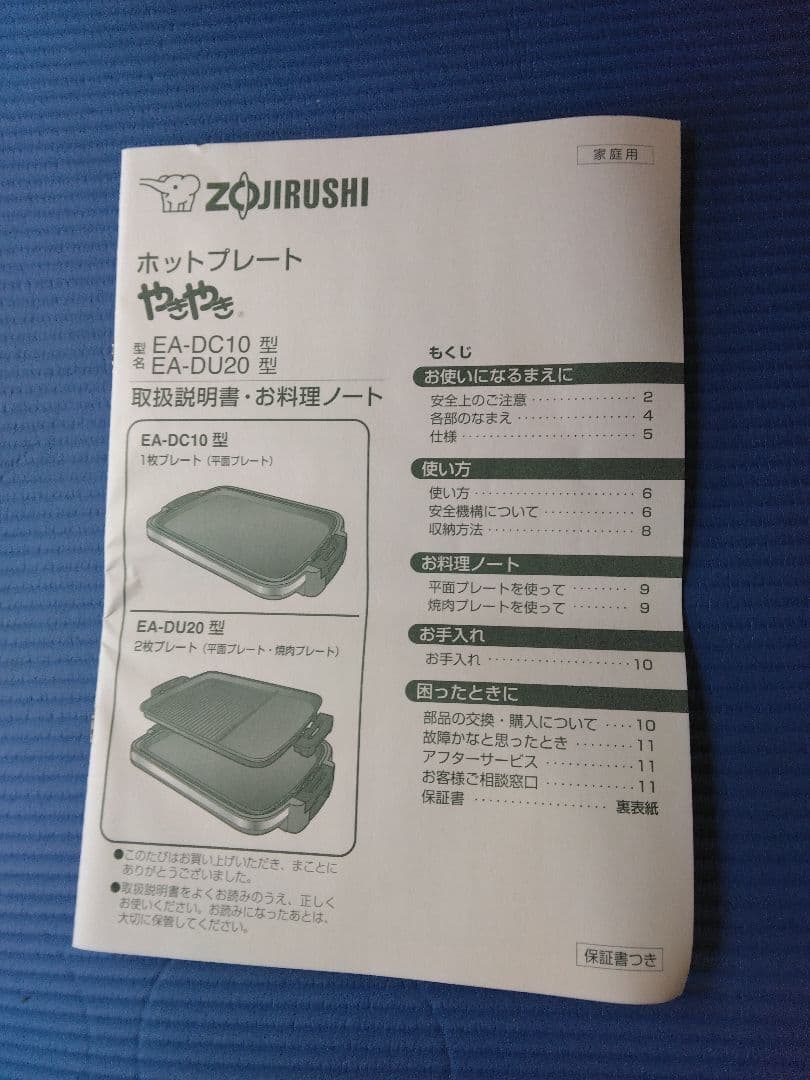 家庭用
ZOJIRUSHI
ホットプレート
やきやき®
型名 EA-DC10 型
EA-DU20 型
取扱説明書・お料理ノート
EA-DC10 型
1枚プレート（平面プレート）
EA-DU20 型
2枚プレート（平面プレート・焼肉プレート）
●このたびはお買い上げいただき、まことに
ありがとうございました。
●取扱説明書をよくお読みのうえ、正しく
お使いください。お読みになったあとは、
大切に保管してください。
もくじ
お使いになるまえに
安全上のご注意 ‥‥‥‥‥‥‥ 2
各部のなまえ ‥‥‥‥‥‥‥‥ 4
仕様 ‥‥‥‥‥‥‥‥‥‥‥‥ 5
使い方
使い方 ‥‥‥‥‥‥‥‥‥‥‥ 6
安全機構について ‥‥‥‥‥‥ 6
収納方法 ‥‥‥‥‥‥‥‥‥‥ 8
お料理ノート
平面プレートを使って ‥‥‥‥ 9
焼肉プレートを使って ‥‥‥‥ 9
お手入れ
お手入れ ‥‥‥‥‥‥‥‥‥‥ 10
困ったときに
部品の交換・購入について ‥‥ 10
故障かなと思ったとき ‥‥‥‥ 11
アフターサービス ‥‥‥‥‥‥ 11
お客様ご相談窓口 ‥‥‥‥‥‥ 11
保証書 ‥‥‥‥‥‥‥‥‥ 裏表紙
保証書つき